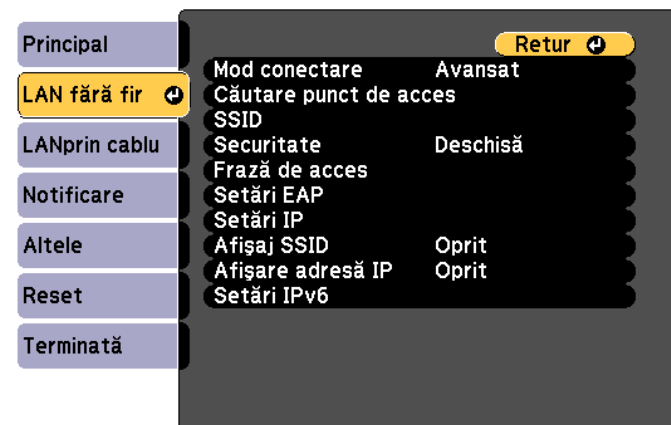 Principal
LAN fără fir
LANprin cablu
Notificare
Altele
Reset
Terminată
Retur
Mod conectare Avansat
Căutare punct de acces
SSID
Securitate Deschisă
Frază de acces
Setări EAP
Setări IP
Afişaj SSID Oprit
Afişare adresă IP Oprit
Setări IPv6